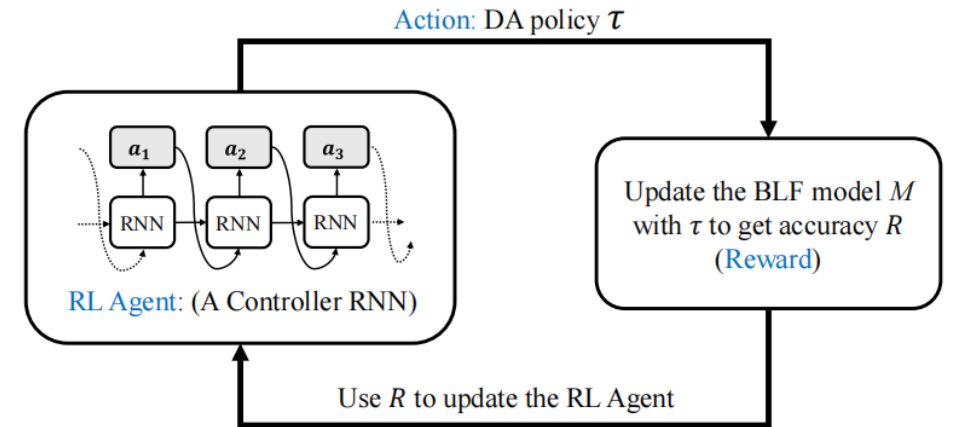 Action: DA policy τ
a₁ a₂ a₃
RNN RNN RNN
RL Agent: (A Controller RNN)
Update the BLF model M
with τ to get accuracy R
(Reward)
Use R to update the RL Agent